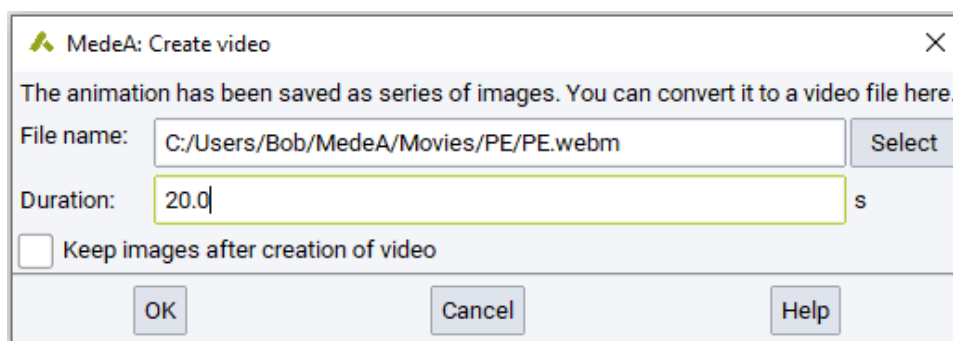 MedeA: Create video
The animation has been saved as series of images. You can convert it to a video file here.
File name: C:/Users/Bob/MedeA/Movies/PE/PE.webm Select
Duration: 20.0 s
Keep images after creation of video
OK Cancel Help